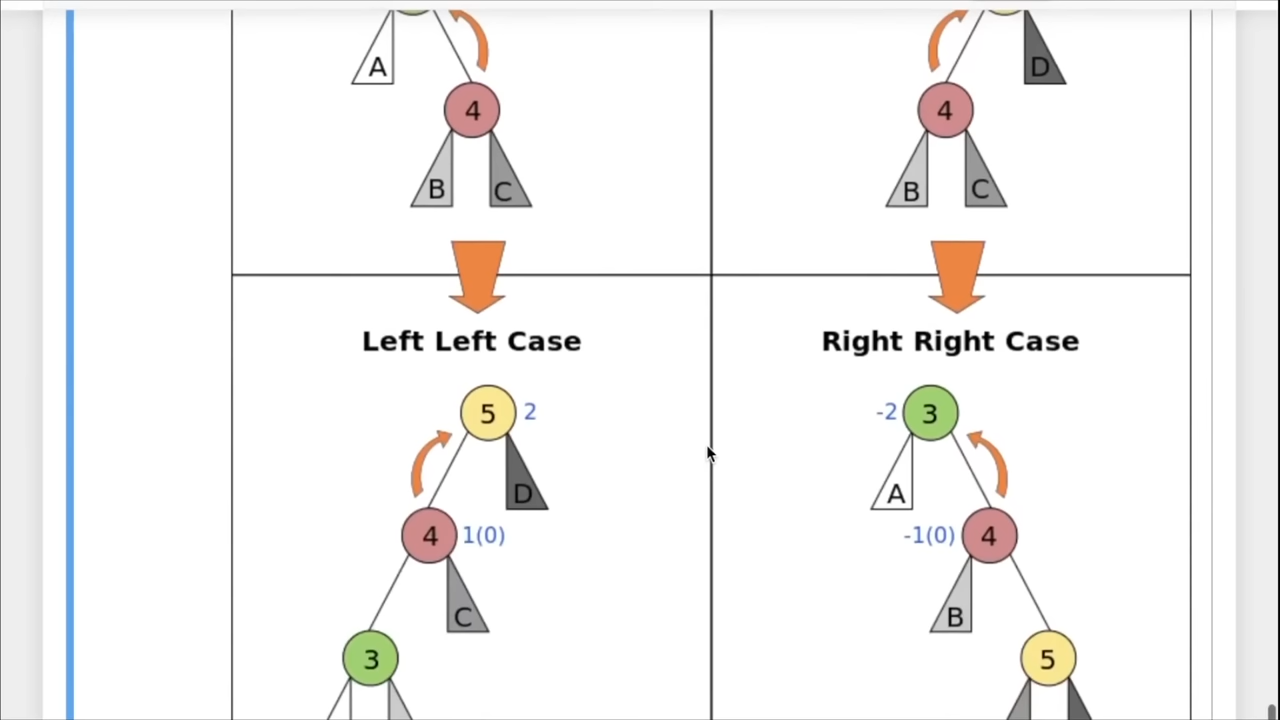 A
D
4
4
B
C
B
C
Left Left Case
Right Right Case
5 2
-2 3
D
A
4 1(0)
-1(0) 4
C
B
3
5